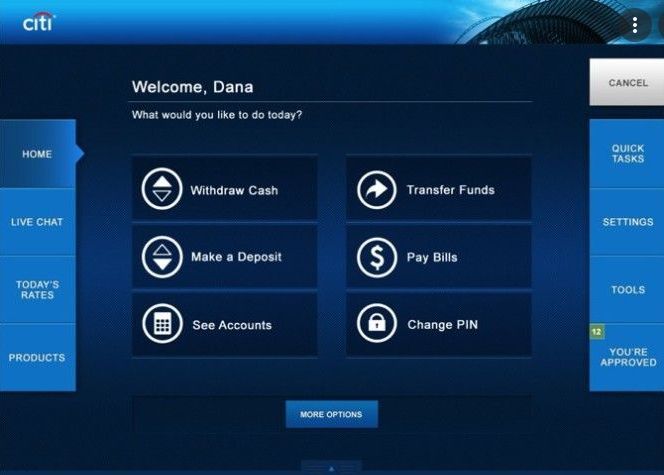 citi
Welcome, Dana
What would you like to do today?
CANCEL
HOME
LIVE CHAT
TODAY'S
RATES
PRODUCTS
Withdraw Cash
Transfer Funds
Make a Deposit
Pay Bills
See Accounts
Change PIN
MORE OPTIONS
QUICK
TASKS
SETTINGS
TOOLS
12
YOU'RE
APPROVED